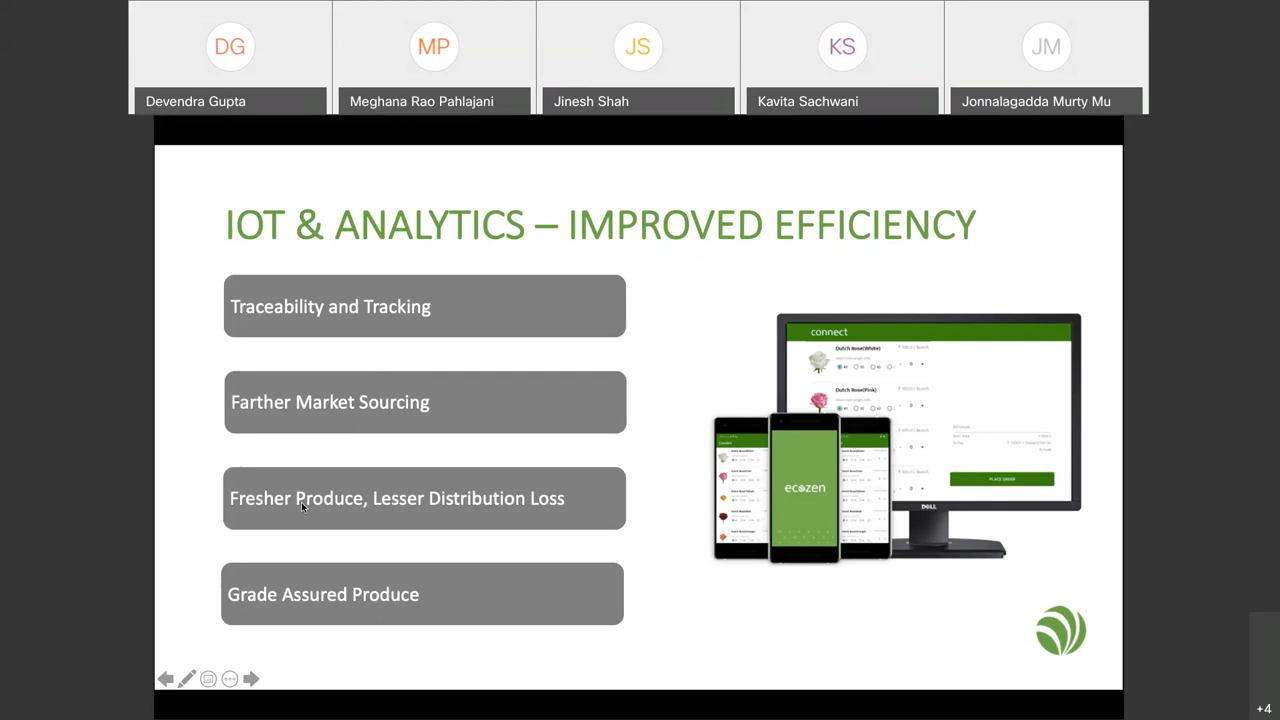 DG
MP
JS
KS
JM
Devendra Gupta
Meghana Rao Pahlajani
Jinesh Shah
Kavita Sachwani
Jonnalagadda Murty Mu
IOT & ANALYTICS – IMPROVED EFFICIENCY
Traceability and Tracking
Farther Market Sourcing
Fresher Produce, Lesser Distribution Loss
Grade Assured Produce
connect
Dutch Rose(White)
Dutch Rose(Pink)
PLACE ORDER
DELL
ecozen
+4